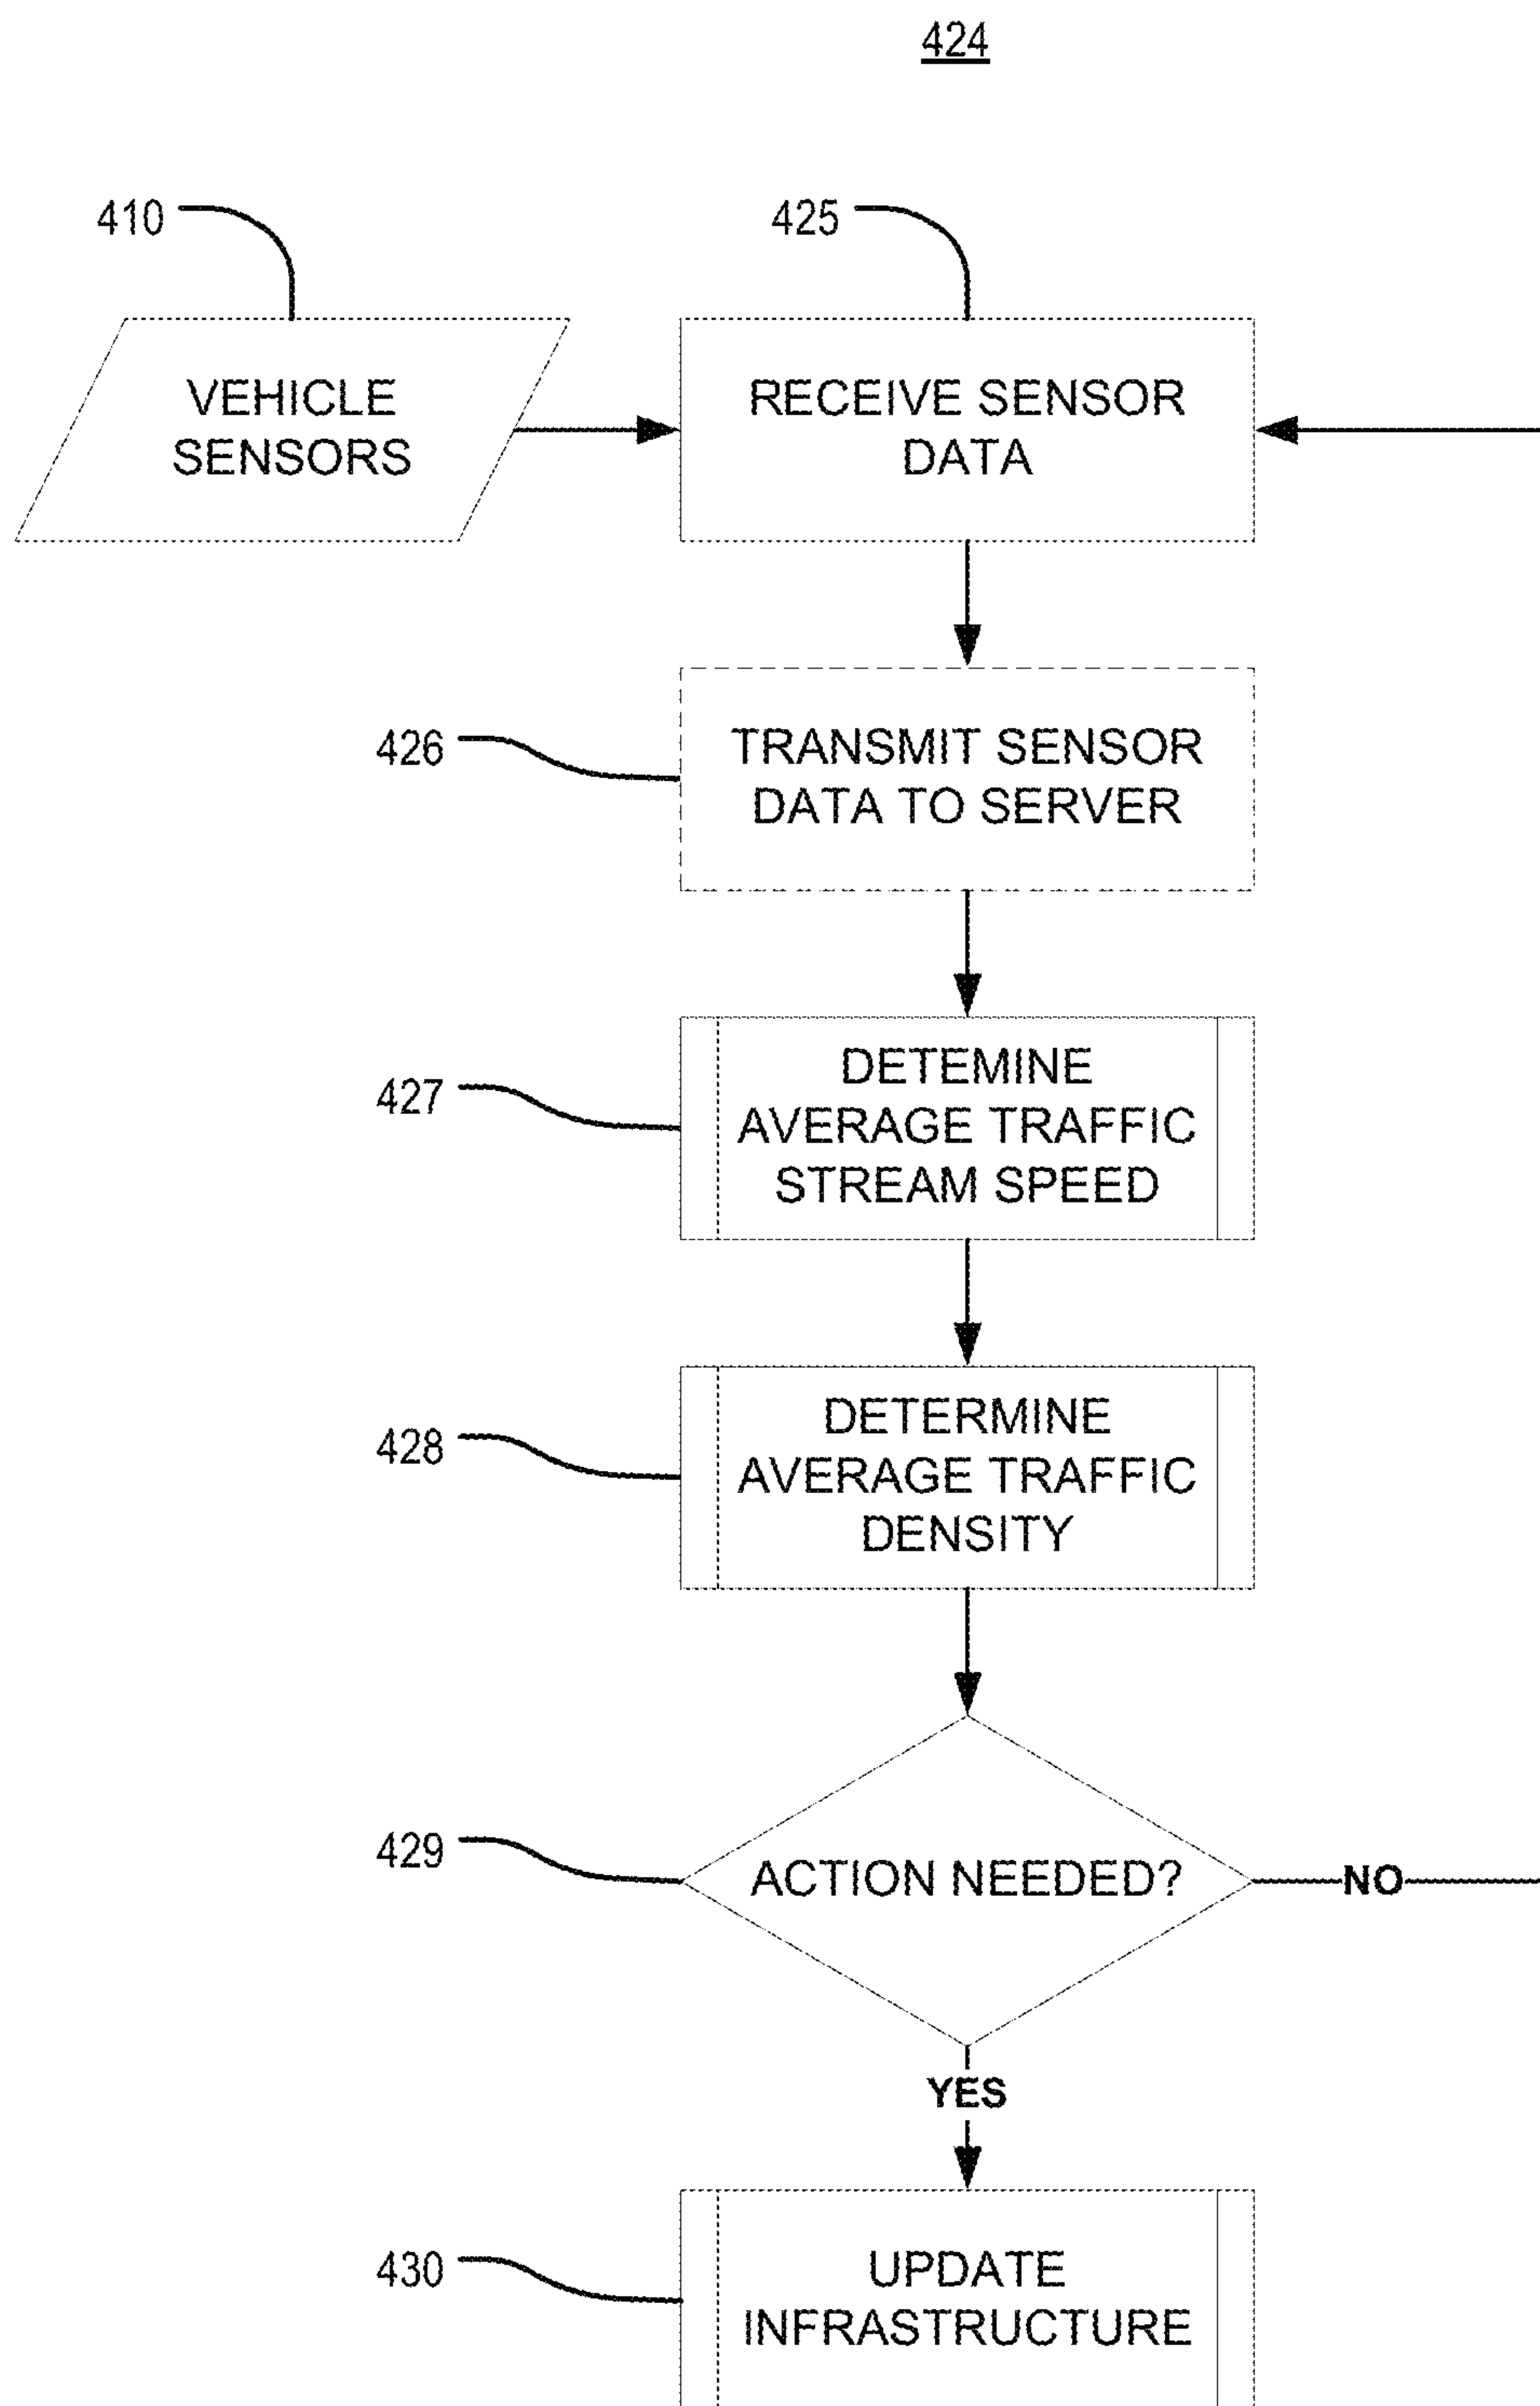 424
410
425
VEHICLE
SENSORS
RECEIVE SENSOR
DATA
426
TRANSMIT SENSOR
DATA TO SERVER
427
DETEMINE
AVERAGE TRAFFIC
STREAM SPEED
428
DETERMINE
AVERAGE TRAFFIC
DENSITY
429
ACTION NEEDED?
NO
YES
430
UPDATE
INFRASTRUCTURE